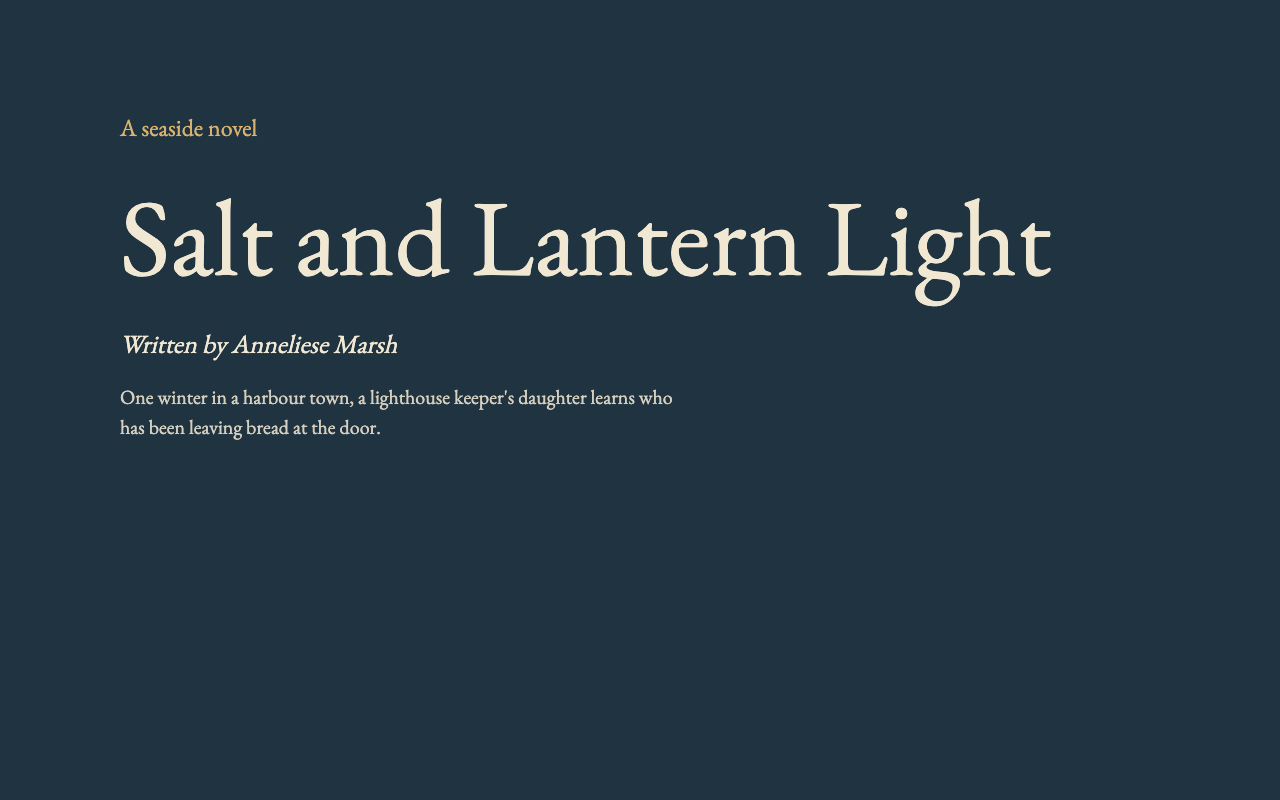 A seaside novel
Salt and Lantern Light
Written by Anneliese Marsh
One winter in a harbour town, a lighthouse keeper's daughter learns who
has been leaving bread at the door.